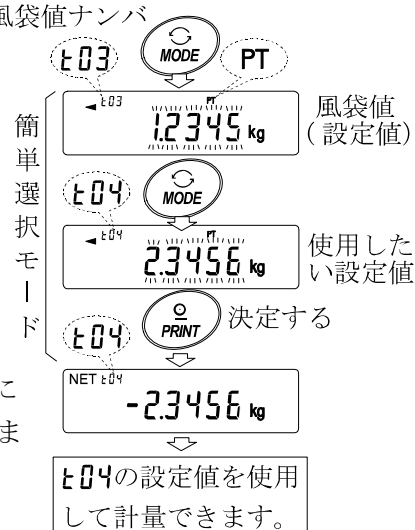 風袋値ナンバ
t03
MODE
PT
t03
PT
1.2345 kg
風袋値
(設定値)
簡単選択モード
t04
MODE
t04
PT
2.3456 kg
使用した
い設定値
t04
PRINT
決定する
こ
ま
NET t04
-2.3456 kg
t04の設定値を使用
して計量できます。